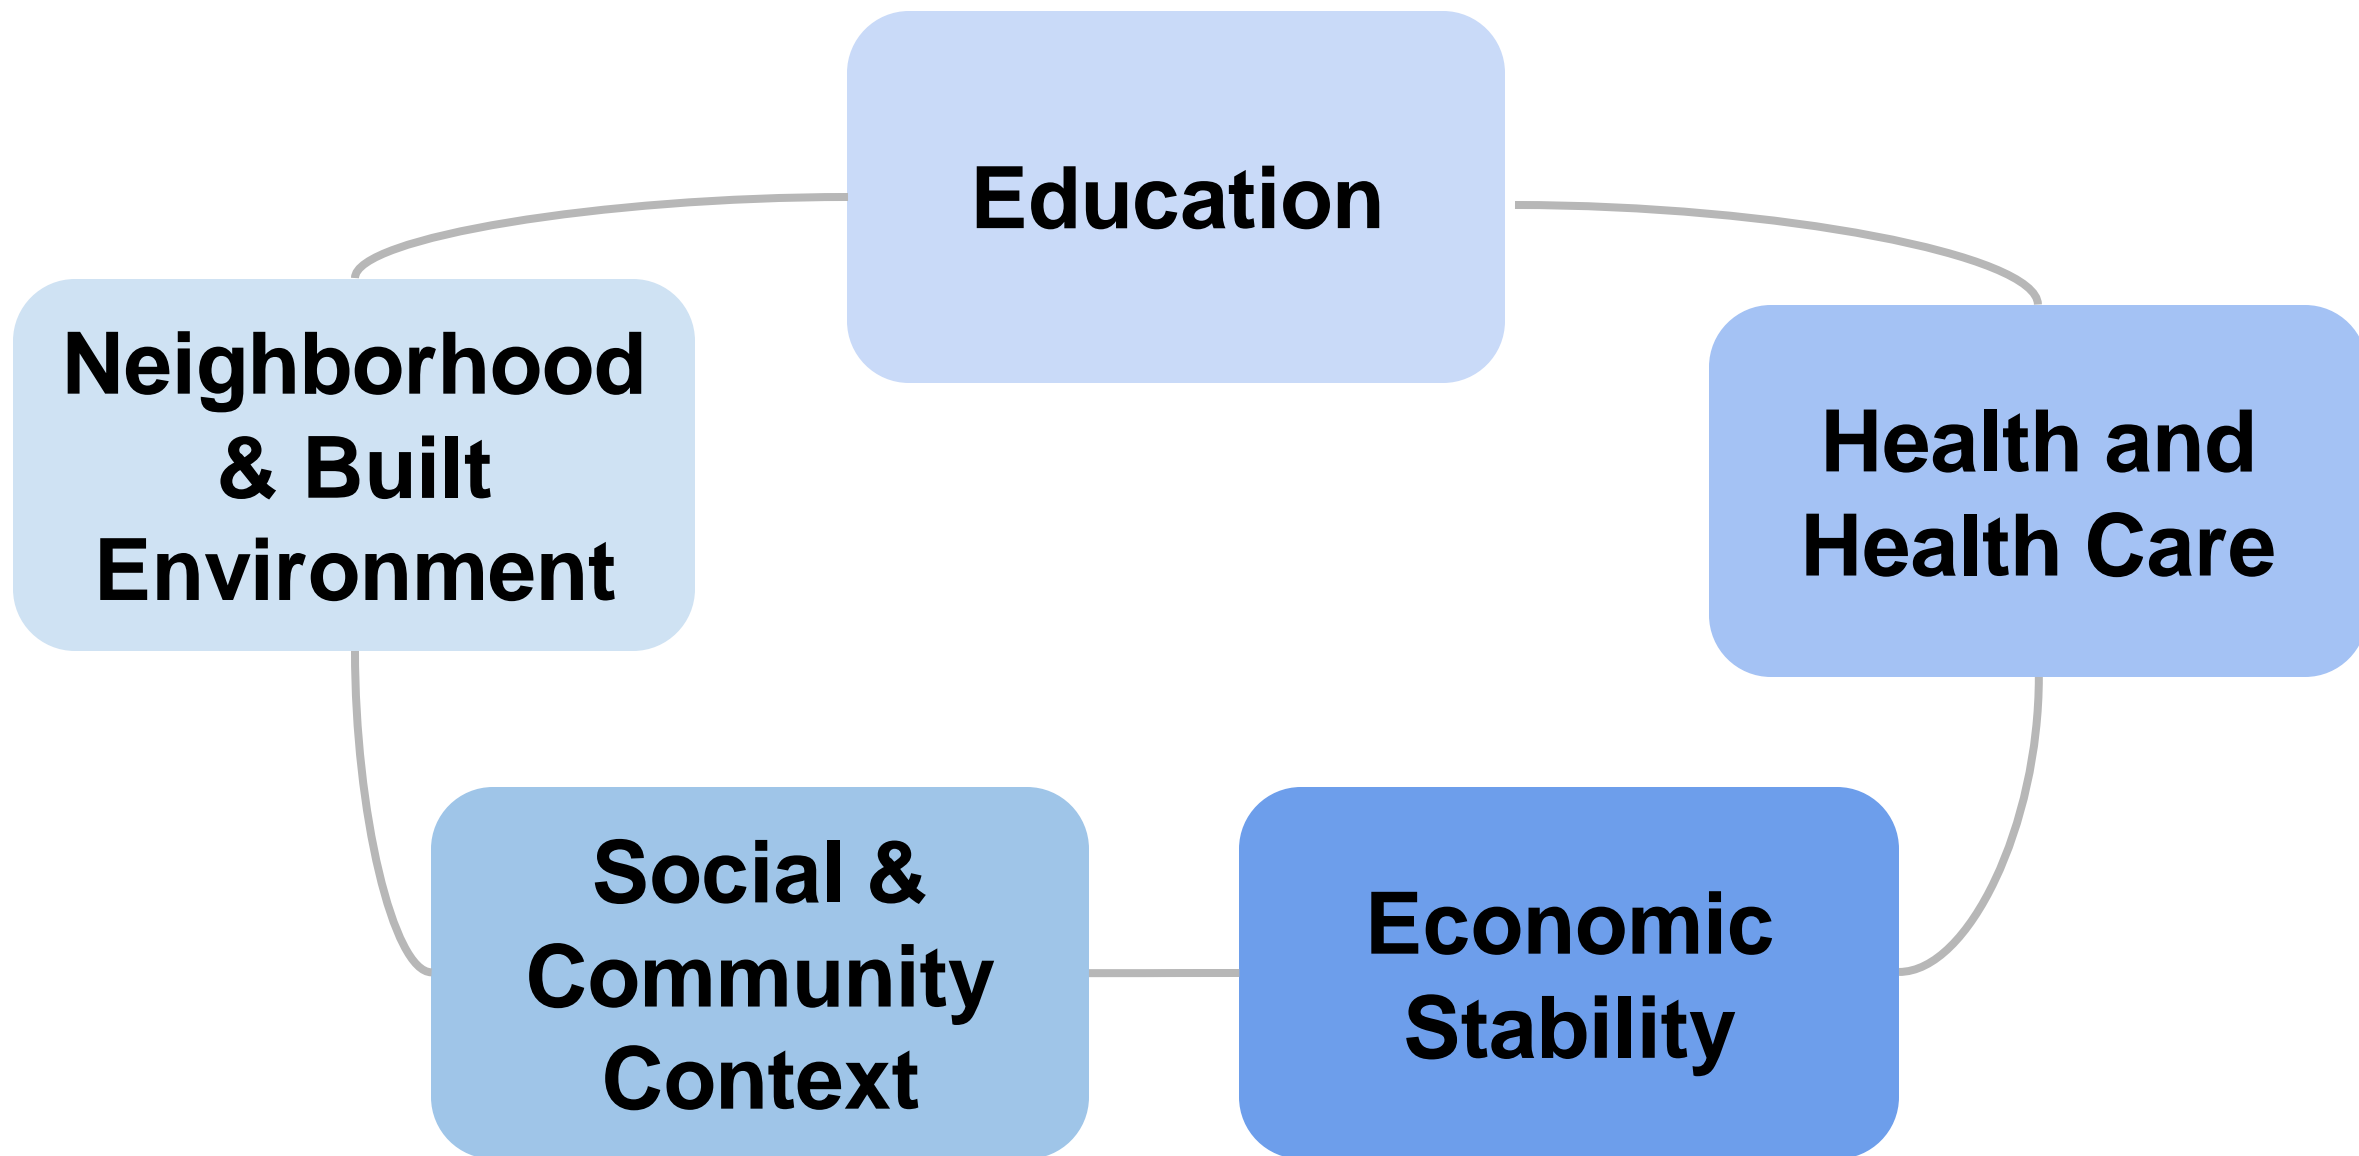 Education
Neighborhood
& Built
Environment
Health and
Health Care
Social &
Community
Context
Economic
Stability